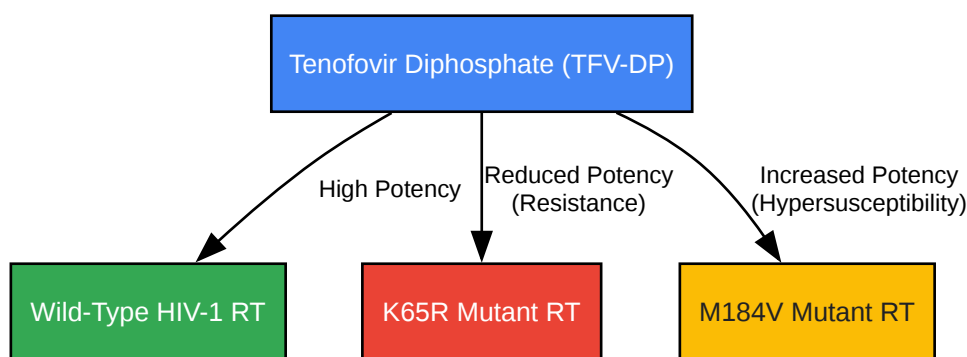 Tenofovir Diphosphate (TFV-DP)
High Potency
Reduced Potency
(Resistance)
Increased Potency
(Hypersusceptibility)
Wild-Type HIV-1 RT
K65R Mutant RT
M184V Mutant RT